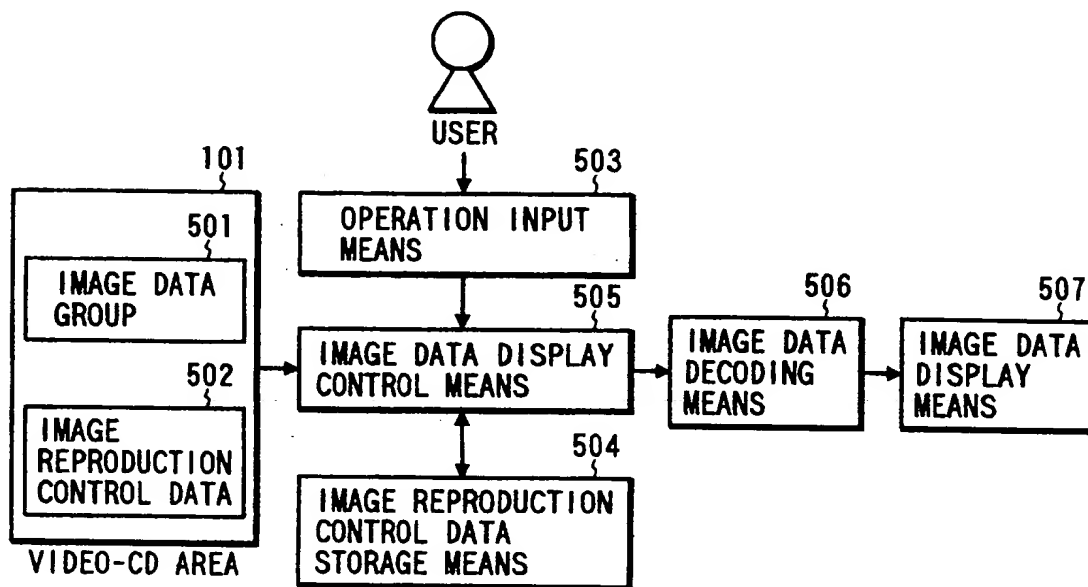 USER
101
501
IMAGE DATA
GROUP
502
IMAGE
REPRODUCTION
CONTROL DATA
VIDEO-CD AREA
503
OPERATION INPUT
MEANS
505
IMAGE DATA DISPLAY
CONTROL MEANS
504
IMAGE REPRODUCTION
CONTROL DATA
STORAGE MEANS
506
IMAGE DATA
DECODING
MEANS
507
IMAGE DATA
DISPLAY
MEANS